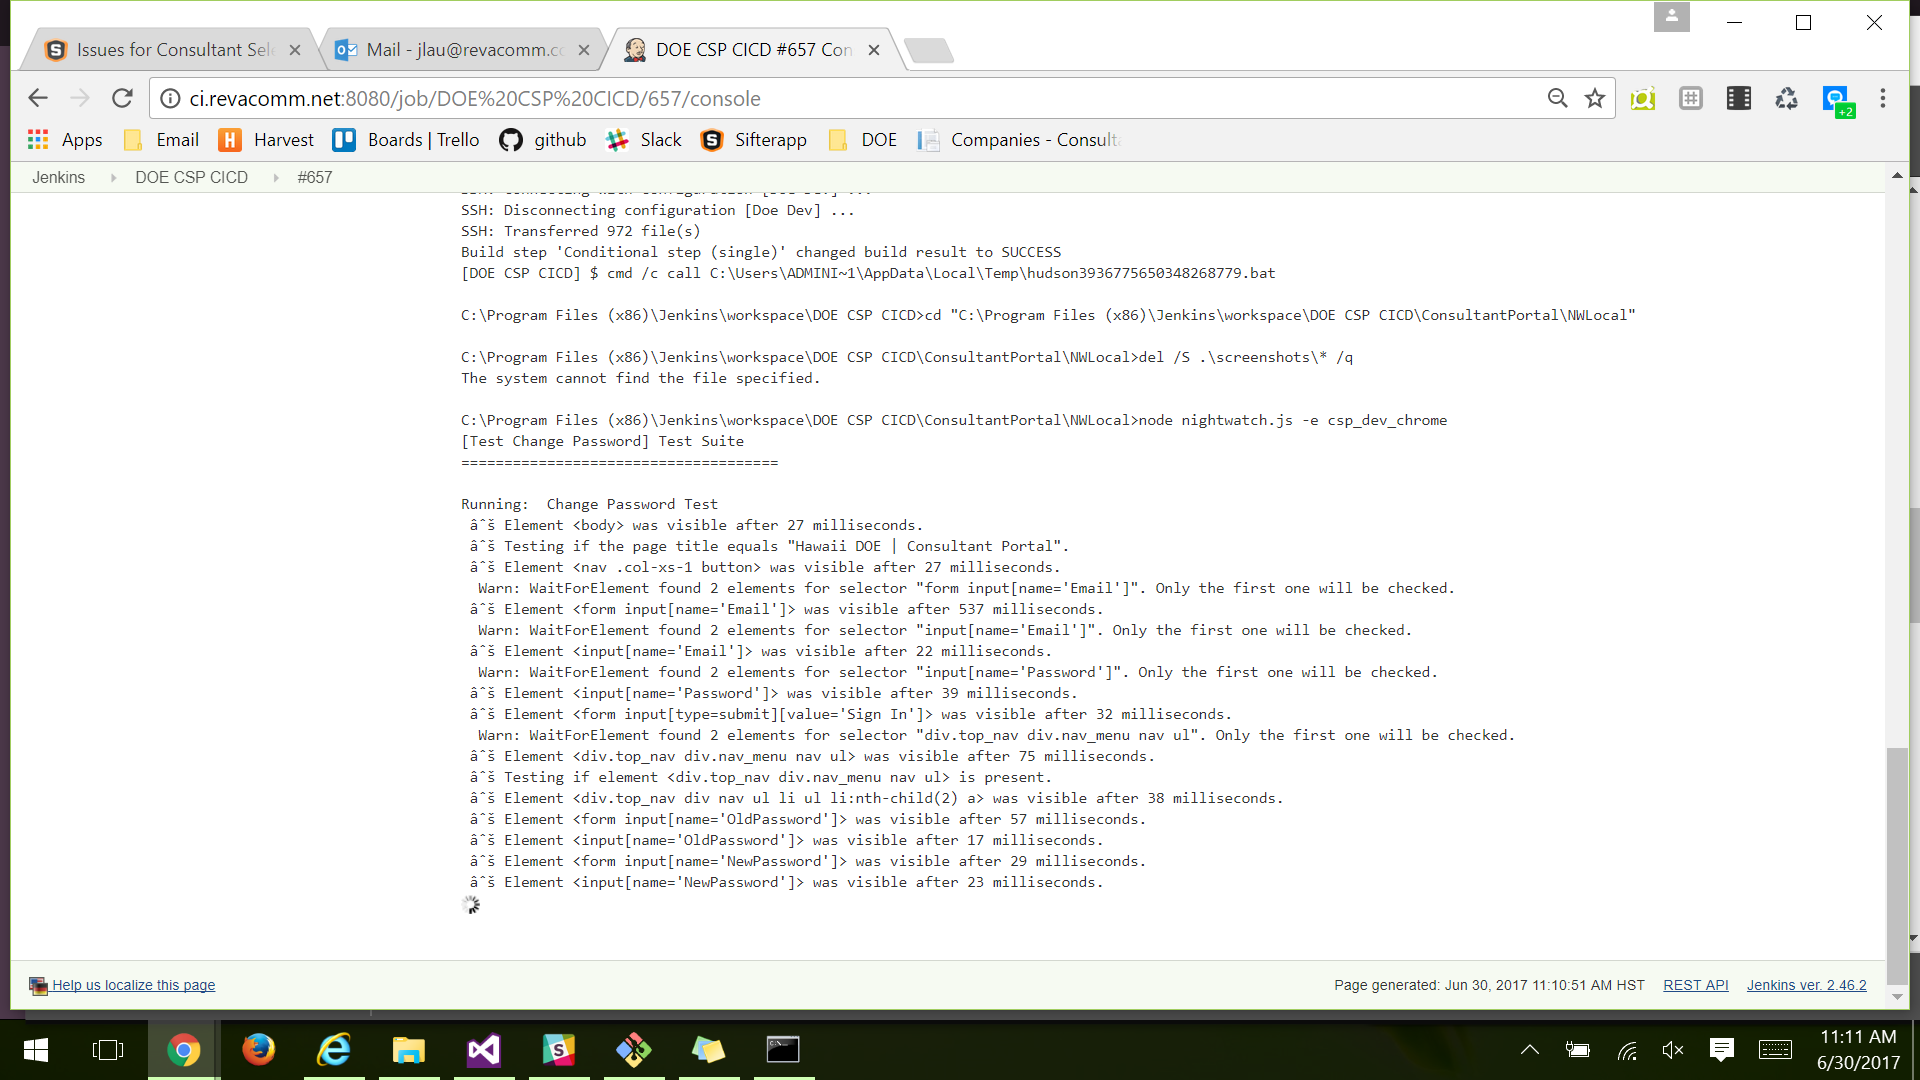 Issues for Consultant Sele
Mail - jlau@revacomm.co
DOE CSP CICD #657 Con
ci.revacomm.net:8080/job/DOE%20CSP%20CICD/657/console
+2
Apps
Email
H
Harvest
Boards | Trello
github
Slack
Sifterapp
DOE
Companies - Consulta
Jenkins
DOE CSP CICD
#657
SSH: Connecting with configuration [Doe Dev] ...
SSH: Disconnecting configuration [Doe Dev] ...
SSH: Transferred 972 file(s)
Build step 'Conditional step (single)' changed build result to SUCCESS
[DOE CSP CICD] $ cmd /c call C:\Users\ADMINI~1\AppData\Local\Temp\hudson3936775650348268779.bat
C:\Program Files (x86)\Jenkins\workspace\DOE CSP CICD>cd "C:\Program Files (x86)\Jenkins\workspace\DOE CSP CICD\ConsultantPortal\NWLocal"
C:\Program Files (x86)\Jenkins\workspace\DOE CSP CICD\ConsultantPortal\NWLocal>del /S .\screenshots\* /q
The system cannot find the file specified.
C:\Program Files (x86)\Jenkins\workspace\DOE CSP CICD\ConsultantPortal\NWLocal>node nightwatch.js -e csp_dev_chrome
[Test Change Password] Test Suite
=====================================
Running:  Change Password Test
âˆš Element <body> was visible after 27 milliseconds.
âˆš Testing if the page title equals "Hawaii DOE | Consultant Portal".
âˆš Element <nav .col-xs-1 button> was visible after 27 milliseconds.
Warn: WaitForElement found 2 elements for selector "form input[name='Email']". Only the first one will be checked.
âˆš Element <form input[name='Email']> was visible after 537 milliseconds.
Warn: WaitForElement found 2 elements for selector "input[name='Email']". Only the first one will be checked.
âˆš Element <input[name='Email']> was visible after 22 milliseconds.
Warn: WaitForElement found 2 elements for selector "input[name='Password']". Only the first one will be checked.
âˆš Element <input[name='Password']> was visible after 39 milliseconds.
âˆš Element <form input[type=submit][value='Sign In']> was visible after 32 milliseconds.
Warn: WaitForElement found 2 elements for selector "div.top_nav div.nav_menu nav ul". Only the first one will be checked.
âˆš Element <div.top_nav div.nav_menu nav ul> was visible after 75 milliseconds.
âˆš Testing if element <div.top_nav div.nav_menu nav ul> is present.
âˆš Element <div.top_nav div nav ul li ul li:nth-child(2) a> was visible after 38 milliseconds.
âˆš Element <form input[name='OldPassword']> was visible after 57 milliseconds.
âˆš Element <input[name='OldPassword']> was visible after 17 milliseconds.
âˆš Element <form input[name='NewPassword']> was visible after 29 milliseconds.
âˆš Element <input[name='NewPassword']> was visible after 23 milliseconds.
Help us localize this page
Page generated: Jun 30, 2017 11:10:51 AM HST
REST API
Jenkins ver. 2.46.2
11:11 AM
6/30/2017